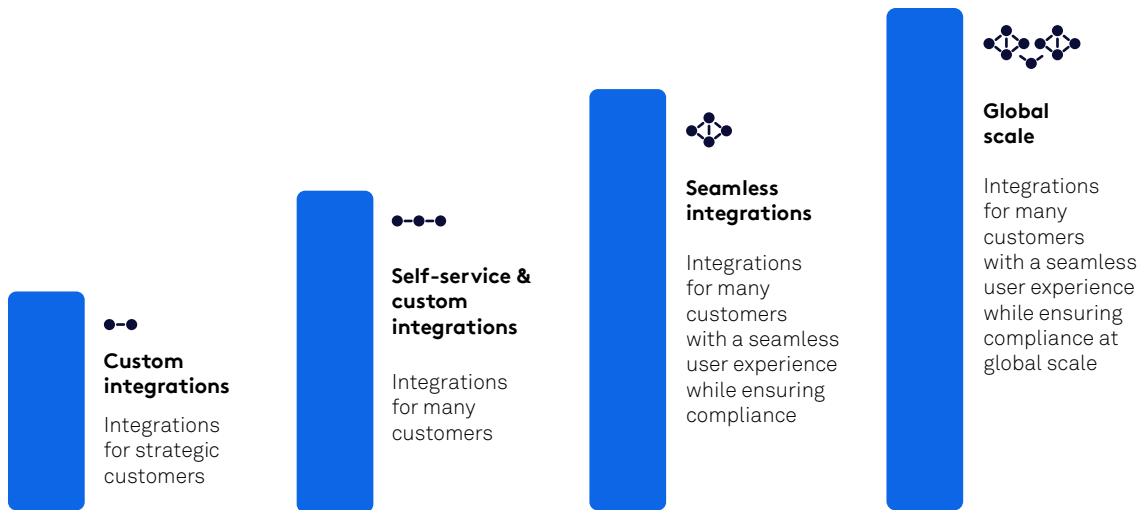 Custom
integrations
Integrations
for strategic
customers
Self-service &
custom
integrations
Integrations
for many
customers
Seamless
integrations
Integrations
for many
customers
with a seamless
user experience
while ensuring
compliance
Global
scale
Integrations
for many
customers
with a seamless
user experience
while ensuring
compliance at
global scale